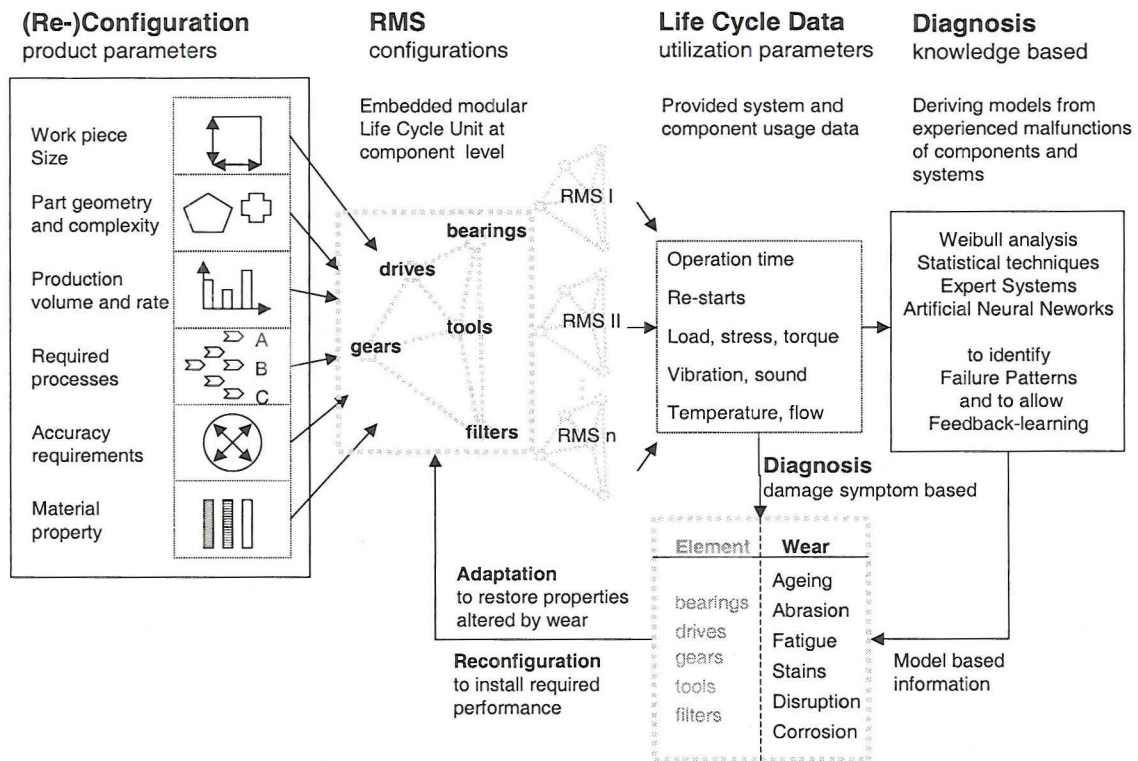 (Re-)Configuration
product parameters
Work piece
Size
Part geometry
and complexity
Production
volume and rate
Required
processes
A
B
C
Accuracy
requirements
Material
property
RMS
configurations
Embedded modular
Life Cycle Unit at
component level
bearings
drives
tools
gears
filters
RMS I
RMS II
RMS n
Life Cycle Data
utilization parameters
Provided system and
component usage data
Operation time
Re-starts
Load, stress, torque
Vibration, sound
Temperature, flow
Diagnosis
knowledge based
Deriving models from
experienced malfunctions
of components and
systems
Weibull analysis
Statistical techniques
Expert Systems
Artificial Neural Neworks
to identify
Failure Patterns
and to allow
Feedback-learning
Diagnosis
damage symptom based
Element
Wear
bearings
drives
gears
tools
filters
Ageing
Abrasion
Fatigue
Stains
Disruption
Corrosion
Model based
information
Adaptation
to restore properties
altered by wear
Reconfiguration
to install required
performance